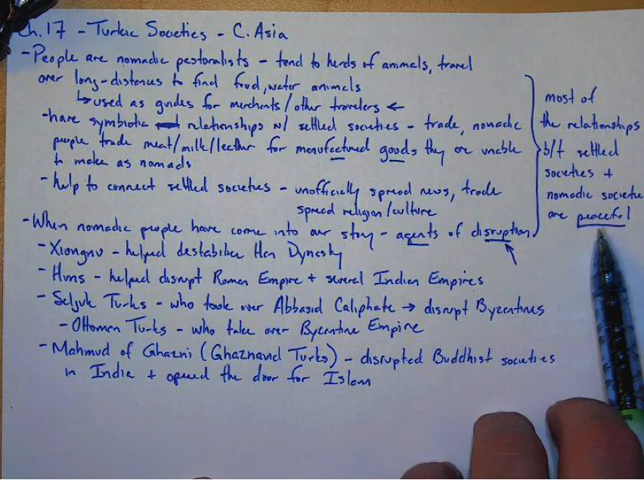 Ch. 17 - Turkic Societies - C. Asia
- People are nomadic pastoralists - tend to herds of animals, travel
over long-distances to find food, water animals
↳ used as guides for merchants/other travelers ←
- have symbiotic relationships w/ settled societies - trade, nomadic
people trade meat/milk/leather for manufactured goods they are unable
to make as nomads
- help to connect settled societies - unofficially spread news, trade
spread religion/culture
most of
the relationships
b/t settled
societies +
nomadic societies
are peaceful
- When nomadic people have come into our story - agents of disruption
- Xiongnu - helped destabilize Han Dynasty
- Huns - helped disrupt Roman Empire + several Indian Empires
- Seljuk Turks - who took over Abbasid Caliphate → disrupt Byzantines
- Ottoman Turks - who take over Byzantine Empire
- Mahmud of Ghazni (Ghaznavid Turks) - disrupted Buddhist societies
in India + opened the door for Islam